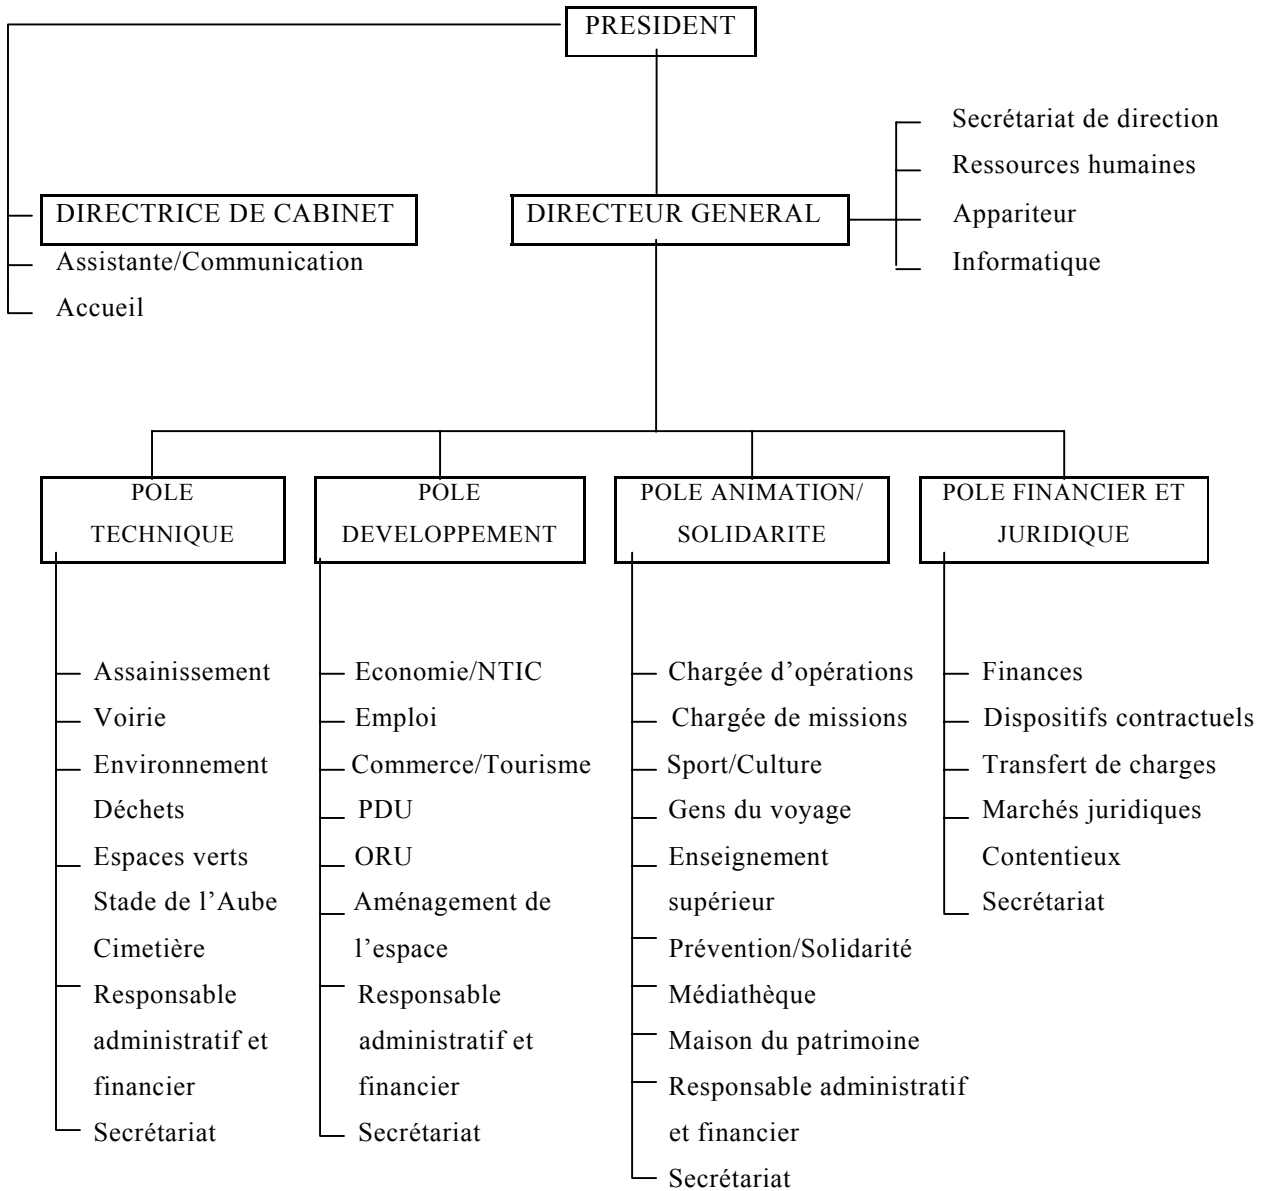 PRESIDENT
Secrétariat de direction
Ressources humaines
Appariteur
Informatique
DIRECTRICE DE CABINET
Assistante/Communication
Accueil
DIRECTEUR GENERAL
POLE
TECHNIQUE
Assainissement
Voirie
Environnement
Déchets
Espaces verts
Stade de l’Aube
Cimetière
Responsable
administratif et
financier
Secrétariat
POLE
DEVELOPPEMENT
Economie/NTIC
Emploi
Commerce/Tourisme
PDU
ORU
Aménagement de
l’espace
Responsable
administratif et
financier
Secrétariat
POLE ANIMATION/
SOLIDARITE
Chargée d’opérations
Chargée de missions
Sport/Culture
Gens du voyage
Enseignement
supérieur
Prévention/Solidarité
Médiathèque
Maison du patrimoine
Responsable administratif
et financier
Secrétariat
POLE FINANCIER ET
JURIDIQUE
Finances
Dispositifs contractuels
Transfert de charges
Marchés juridiques
Contentieux
Secrétariat